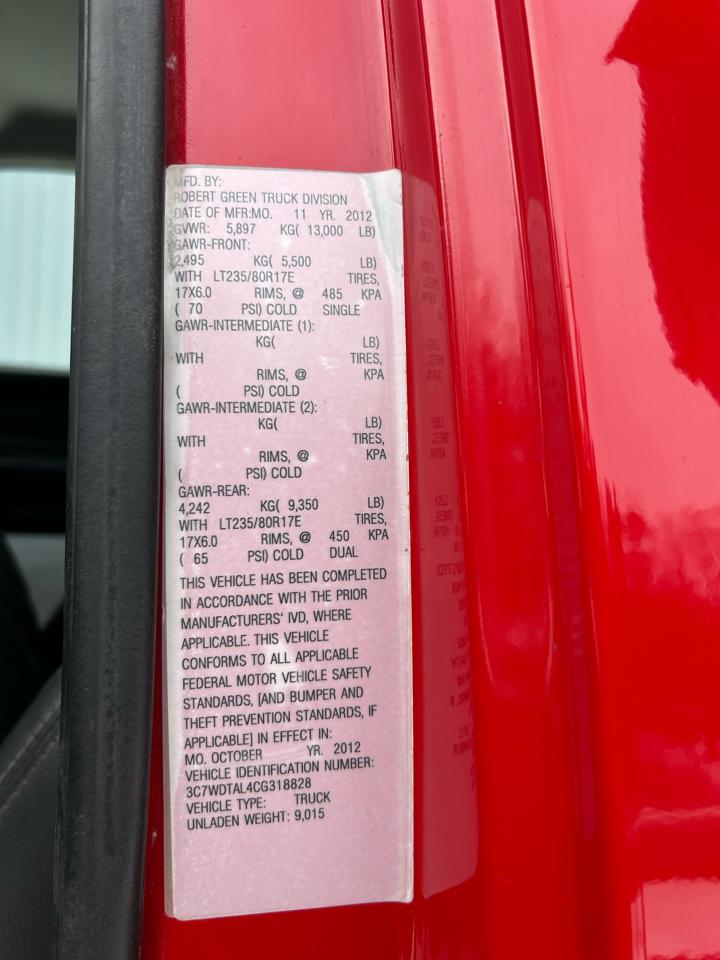 MFD. BY:
ROBERT GREEN TRUCK DIVISION
DATE OF MFR:MO. 11 YR. 2012
GVWR: 5,897 KG( 13,000 LB)
GAWR-FRONT:
2,495 KG( 5,500 LB)
WITH LT235/80R17E TIRES,
17X6.0 RIMS, @ 485 KPA
( 70 PSI) COLD SINGLE
GAWR-INTERMEDIATE (1):
KG( LB)
WITH TIRES,
RIMS, @ KPA
( PSI) COLD
GAWR-INTERMEDIATE (2):
KG( LB)
WITH TIRES,
RIMS, @ KPA
( PSI) COLD
GAWR-REAR:
4,242 KG( 9,350 LB)
WITH LT235/80R17E TIRES,
17X6.0 RIMS, @ 450 KPA
( 65 PSI) COLD DUAL
THIS VEHICLE HAS BEEN COMPLETED
IN ACCORDANCE WITH THE PRIOR
MANUFACTURERS' IVD, WHERE
APPLICABLE. THIS VEHICLE
CONFORMS TO ALL APPLICABLE
FEDERAL MOTOR VEHICLE SAFETY
STANDARDS, [AND BUMPER AND
THEFT PREVENTION STANDARDS, IF
APPLICABLE] IN EFFECT IN:
MO. OCTOBER YR. 2012
VEHICLE IDENTIFICATION NUMBER:
3C7WDTAL4CG318828
VEHICLE TYPE: TRUCK
UNLADEN WEIGHT: 9,015